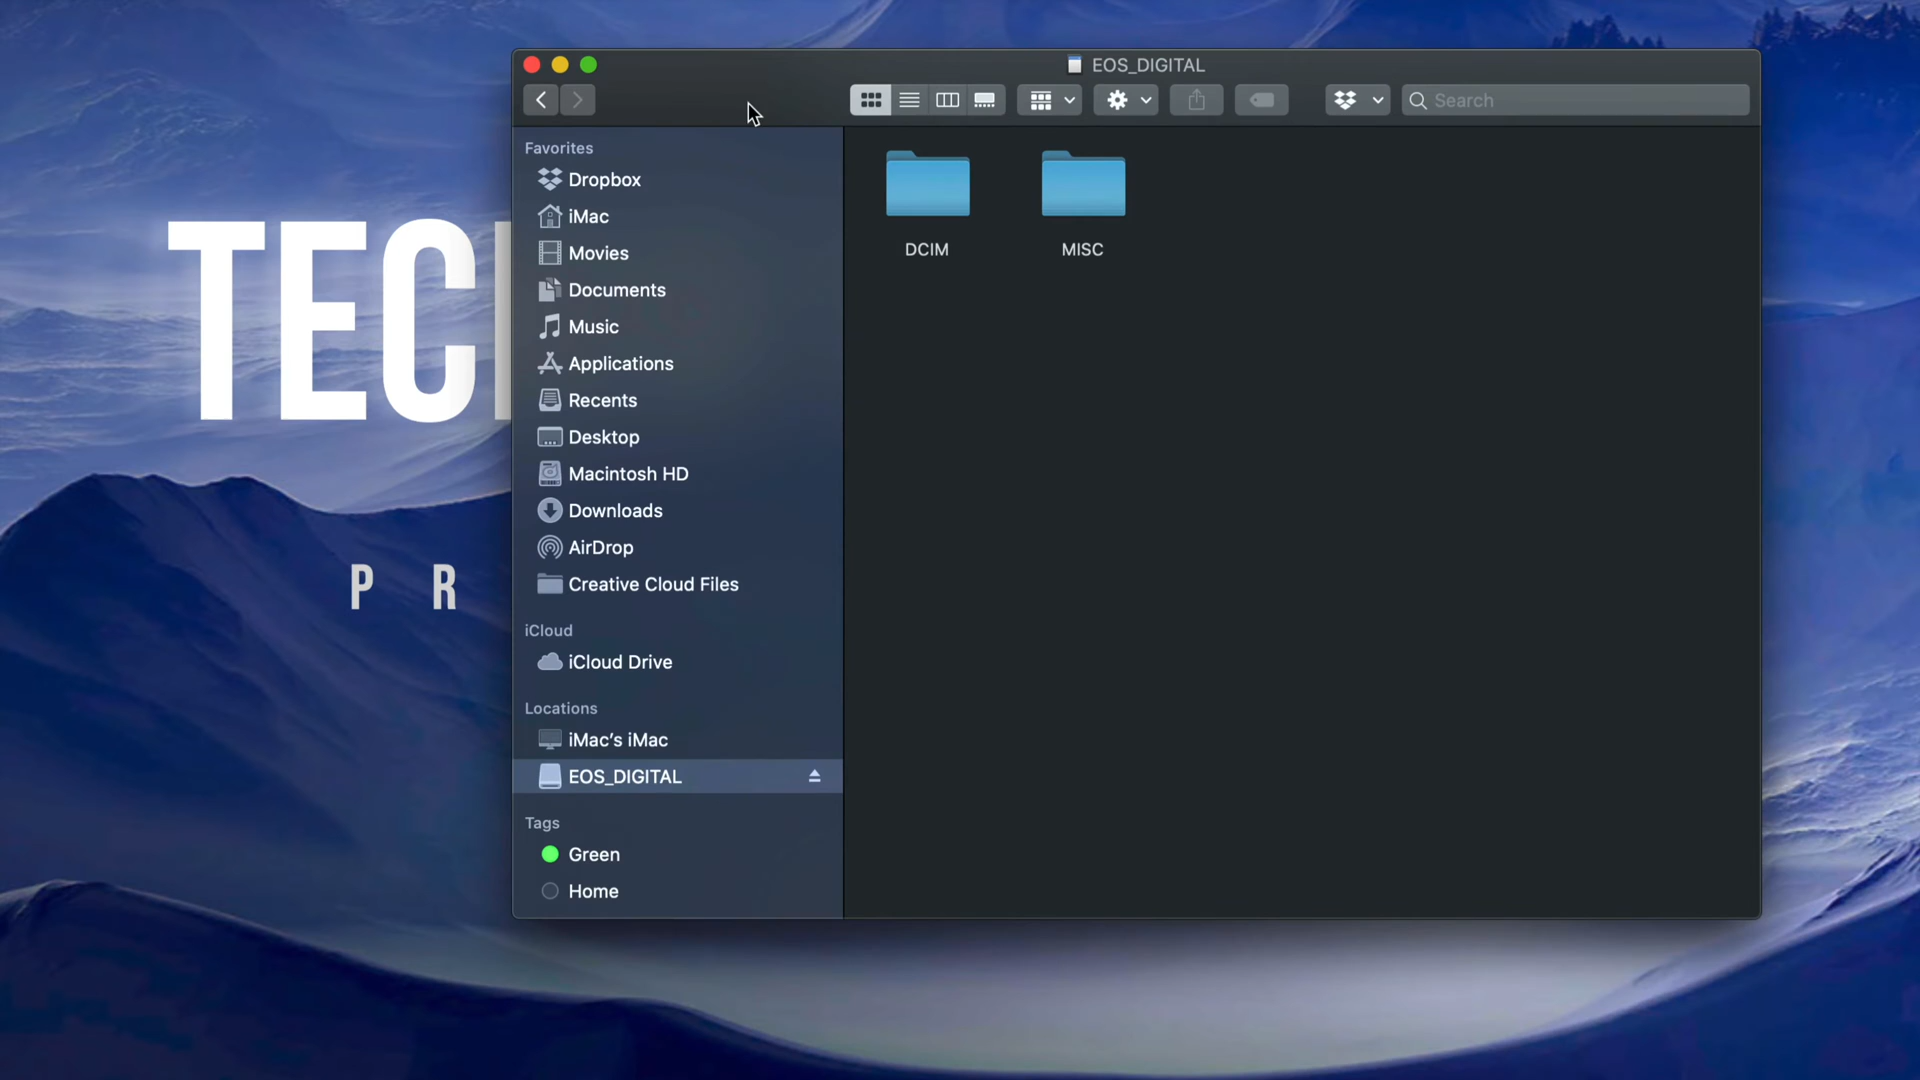 EOS_DIGITAL
Search
Favorites
Dropbox
iMac
Movies
Documents
Music
Applications
Recents
Desktop
Macintosh HD
Downloads
AirDrop
Creative Cloud Files
iCloud
iCloud Drive
Locations
iMac’s iMac
EOS_DIGITAL
Tags
Green
Home
DCIM
MISC
TEC
P R